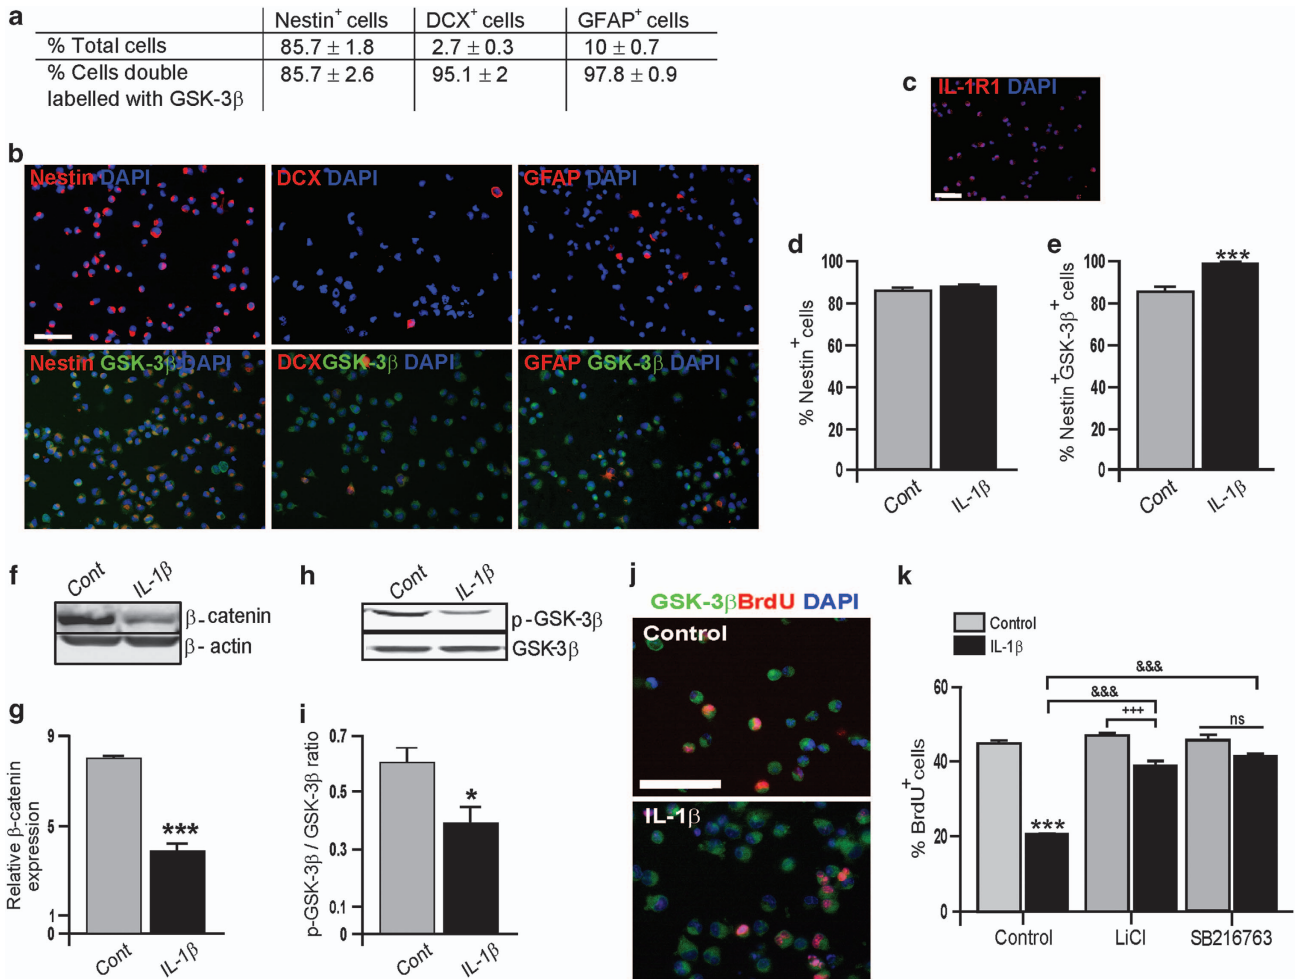 a
Nestin+ cells DCX+ cells GFAP+ cells
% Total cells 85.7 ± 1.8 2.7 ± 0.3 10 ± 0.7
% Cells double 85.7 ± 2.6 95.1 ± 2 97.8 ± 0.9
labelled with GSK-3β
b
Nestin DAPI
DCX DAPI
GFAP DAPI
Nestin GSK-3β DAPI
DCXGSK-3β DAPI
GFAP GSK-3β DAPI
c
IL-1R1 DAPI
d
% Nestin+ cells
100
80
60
40
20
0
Cont IL-1β
e
% Nestin+GSK-3β+ cells
100
80
60
40
20
0
***
Cont IL-1β
f
Cont IL-1β
β-catenin
β-actin
g
Relative β-catenin
expression
9
5
1
0
***
Cont IL-1β
h
Cont IL-1β
p-GSK-3β
GSK-3β
i
p-GSK-3β / GSK-3β ratio
0.7
0.5
0.3
0.1
0
*
Cont IL-1β
j
GSK-3βBrdU DAPI
Control
IL-1β
k
Control
IL-1β
% BrdU+ cells
60
40
20
0
&&&
&&&
+++
ns
***
Control LiCl SB216763